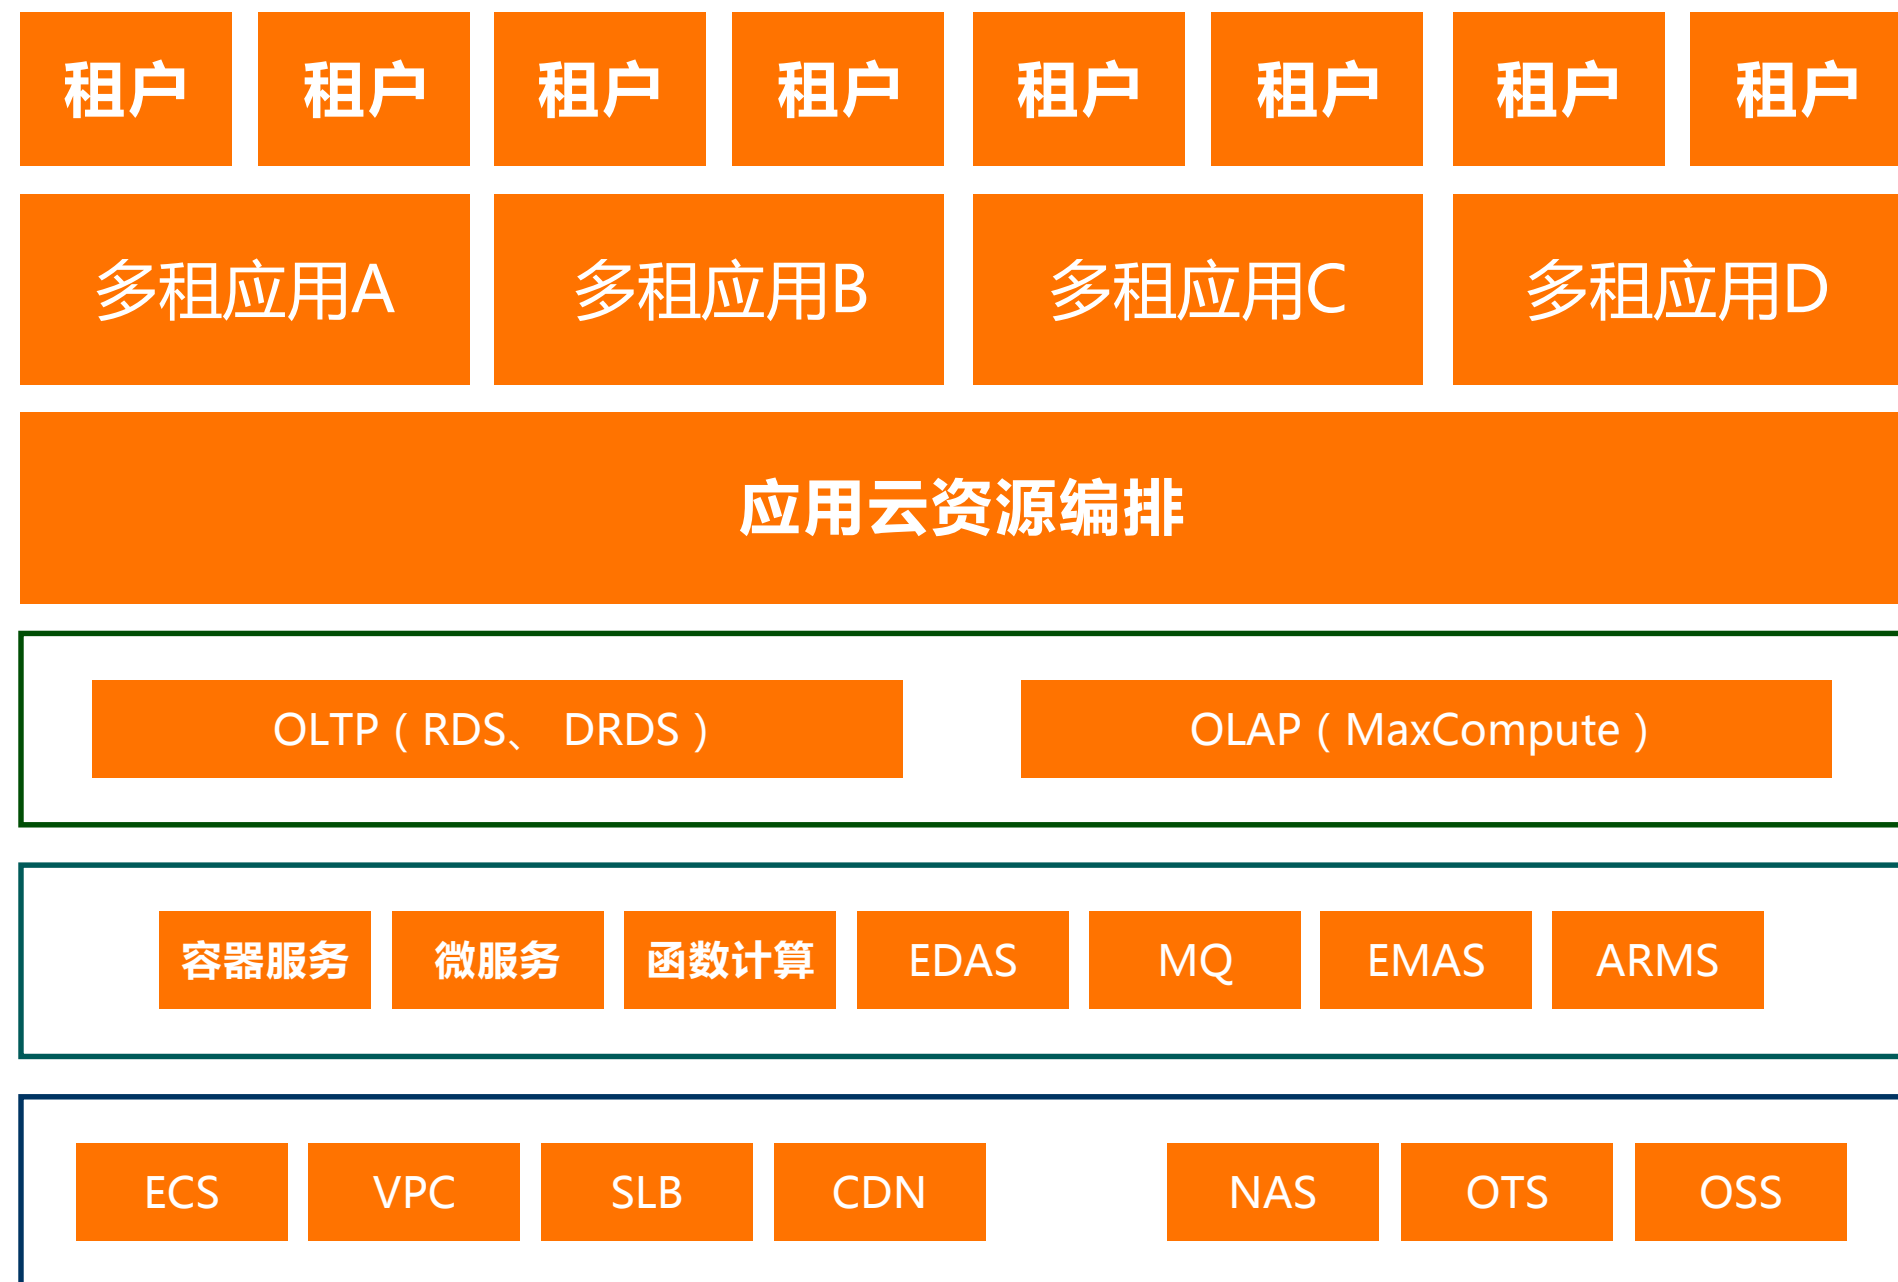 租户 租户 租户 租户 租户 租户 租户 租户
多租应用A 多租应用B 多租应用C 多租应用D
应用云资源编排
OLTP（RDS、 DRDS） OLAP（MaxCompute）
容器服务 微服务 函数计算 EDAS MQ EMAS ARMS
ECS VPC SLB CDN NAS OTS OSS